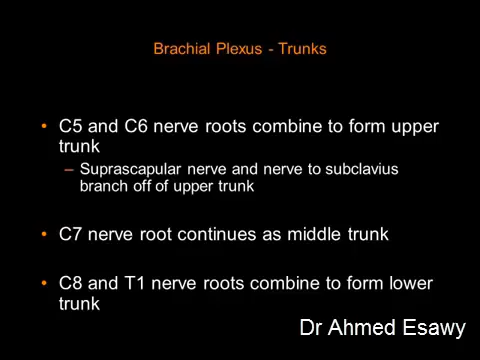 Brachial Plexus - Trunks
• C5 and C6 nerve roots combine to form upper
trunk
– Suprascapular nerve and nerve to subclavius
branch off of upper trunk
• C7 nerve root continues as middle trunk
• C8 and T1 nerve roots combine to form lower
trunk
Dr Ahmed Esawy